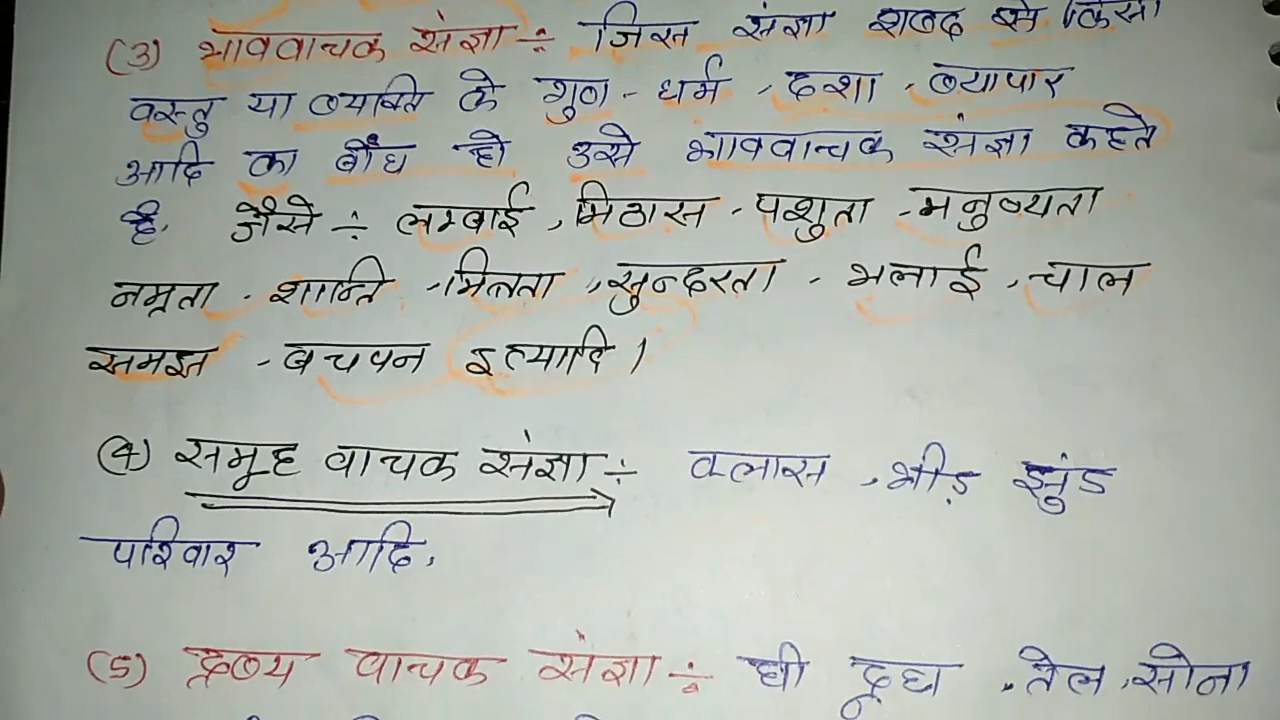 (3) भाववाचक संज्ञा ÷ जिस संज्ञा शब्द से किसी
वस्तु या व्यक्ति के गुण - धर्म , दशा , व्यापार
आदि का बोध हो उसे भाववाचक संज्ञा कहते
है, जैसे ÷ लम्बाई , मिठास - पशुता - मनुष्यता
नम्रता - शान्ति - मित्रता , सुन्दरता - भलाई , चाल
समझ - बचपन इत्यादि ।
(4) समूह वाचक संज्ञा ÷ क्लास , भीड़ झुंड
परिवार आदि,
(5) द्रव्य वाचक संज्ञा ÷ घी दूध , तेल , सोना